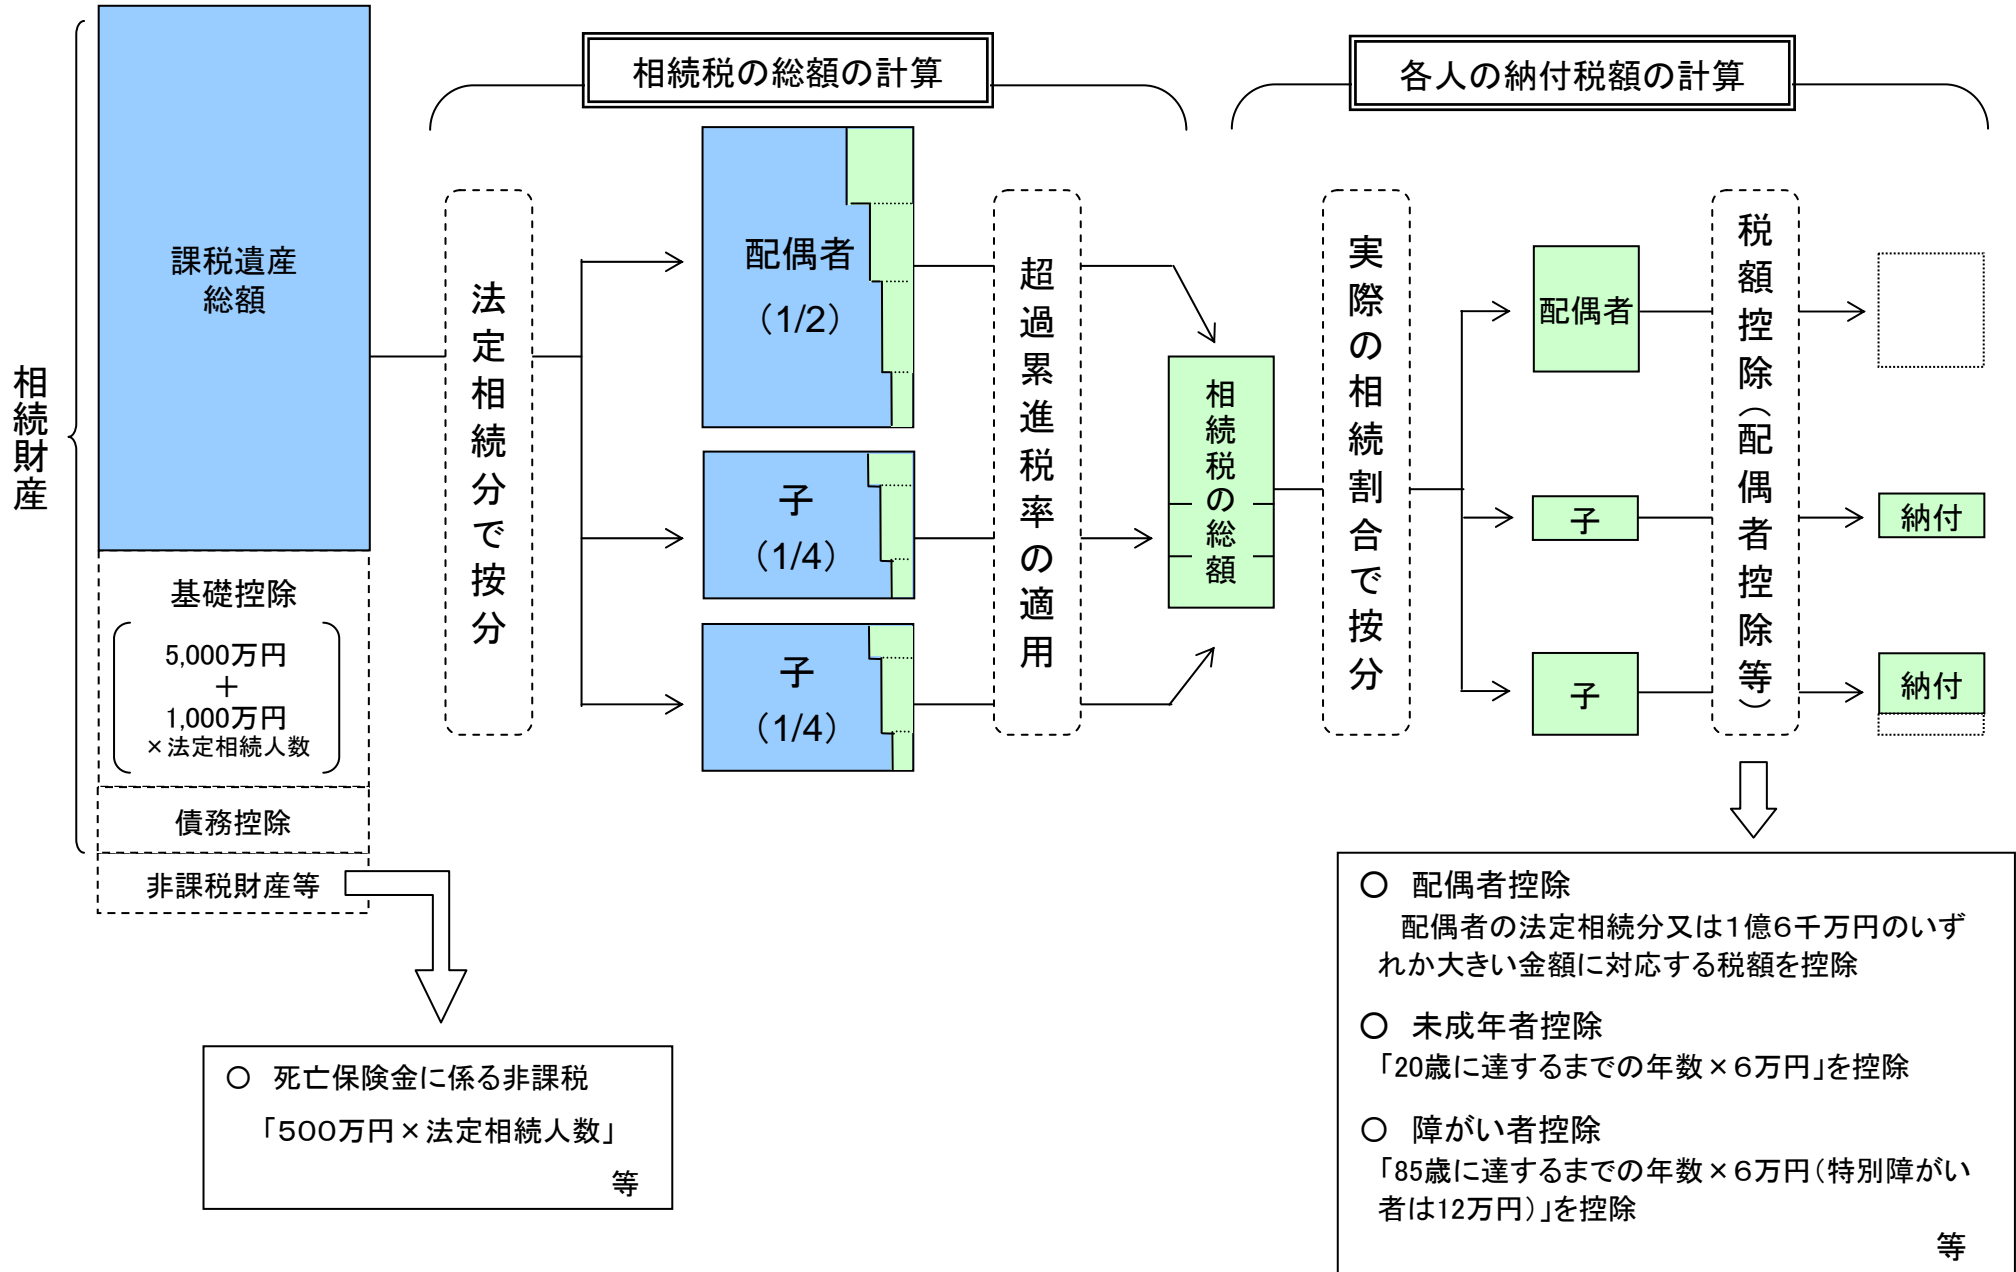 相続財産
課税遺産
総額
基礎控除
5,000万円
＋
1,000万円
×法定相続人数
債務控除
非課税財産等
○ 死亡保険金に係る非課税
「500万円×法定相続人数」
等
相続税の総額の計算
法定相続分で按分
配偶者
（1/2）
子
（1/4）
子
（1/4）
超過累進税率の適用
相続税の総額
各人の納付税額の計算
実際の相続割合で按分
配偶者
子
子
税額控除（配偶者控除等）
納付
納付
○ 配偶者控除
配偶者の法定相続分又は１億６千万円のいず
れか大きい金額に対応する税額を控除
○ 未成年者控除
「20歳に達するまでの年数×６万円」を控除
○ 障がい者控除
「85歳に達するまでの年数×６万円（特別障がい
者は12万円）」を控除
等